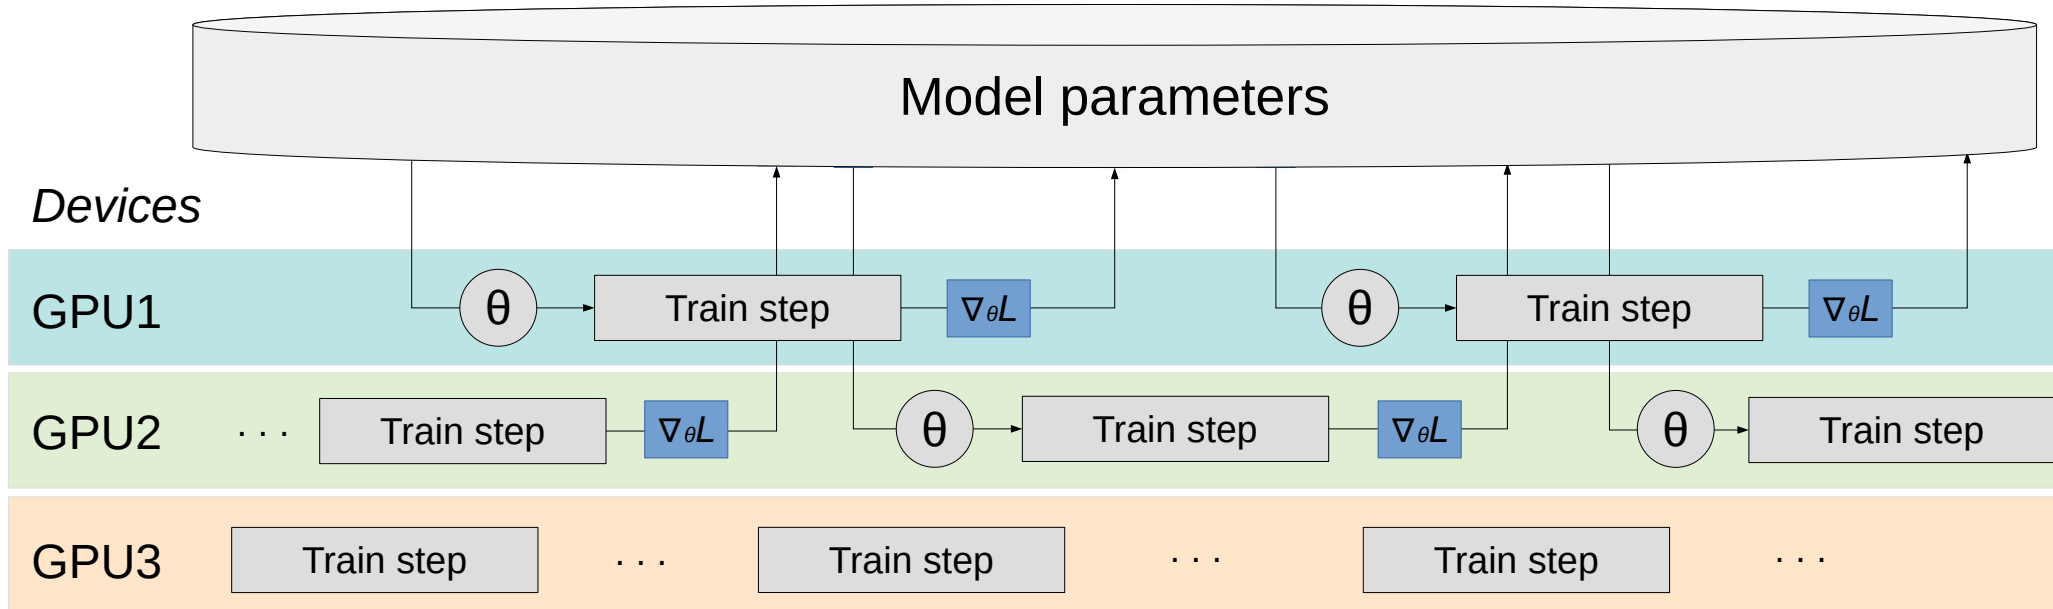 Model parameters
Devices
GPU1 θ Train step ∇θL θ Train step ∇θL
GPU2 . . . Train step ∇θL θ Train step ∇θL θ Train step
GPU3 Train step . . . Train step . . . Train step . . .